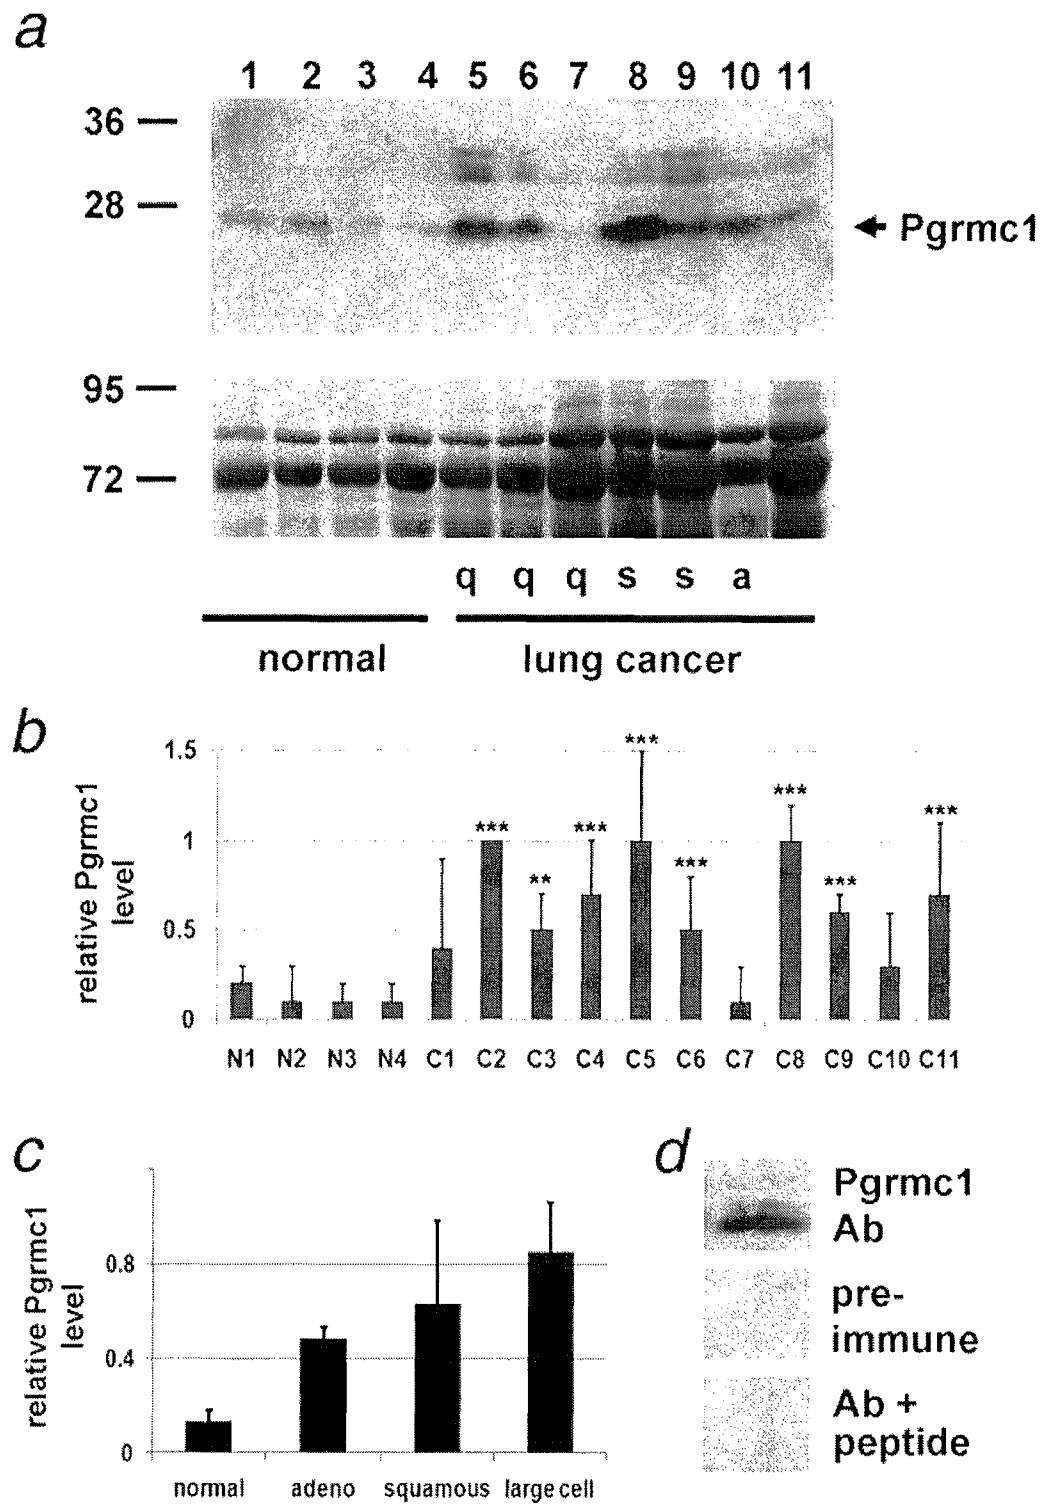 a
1 2 3 4 5 6 7 8 9 10 11
36
28
Pgrmc1
95
72
q q q s s a
normal lung cancer
b
relative Pgrmc1
level
1.5
1
0.5
0
*** ** *** *** *** *** *** ***
N1 N2 N3 N4 C1 C2 C3 C4 C5 C6 C7 C8 C9 C10 C11
c
relative Pgrmc1
level
0.8
0.4
0
normal adeno squamous large cell
d
Pgrmc1
Ab
pre-
immune
Ab +
peptide